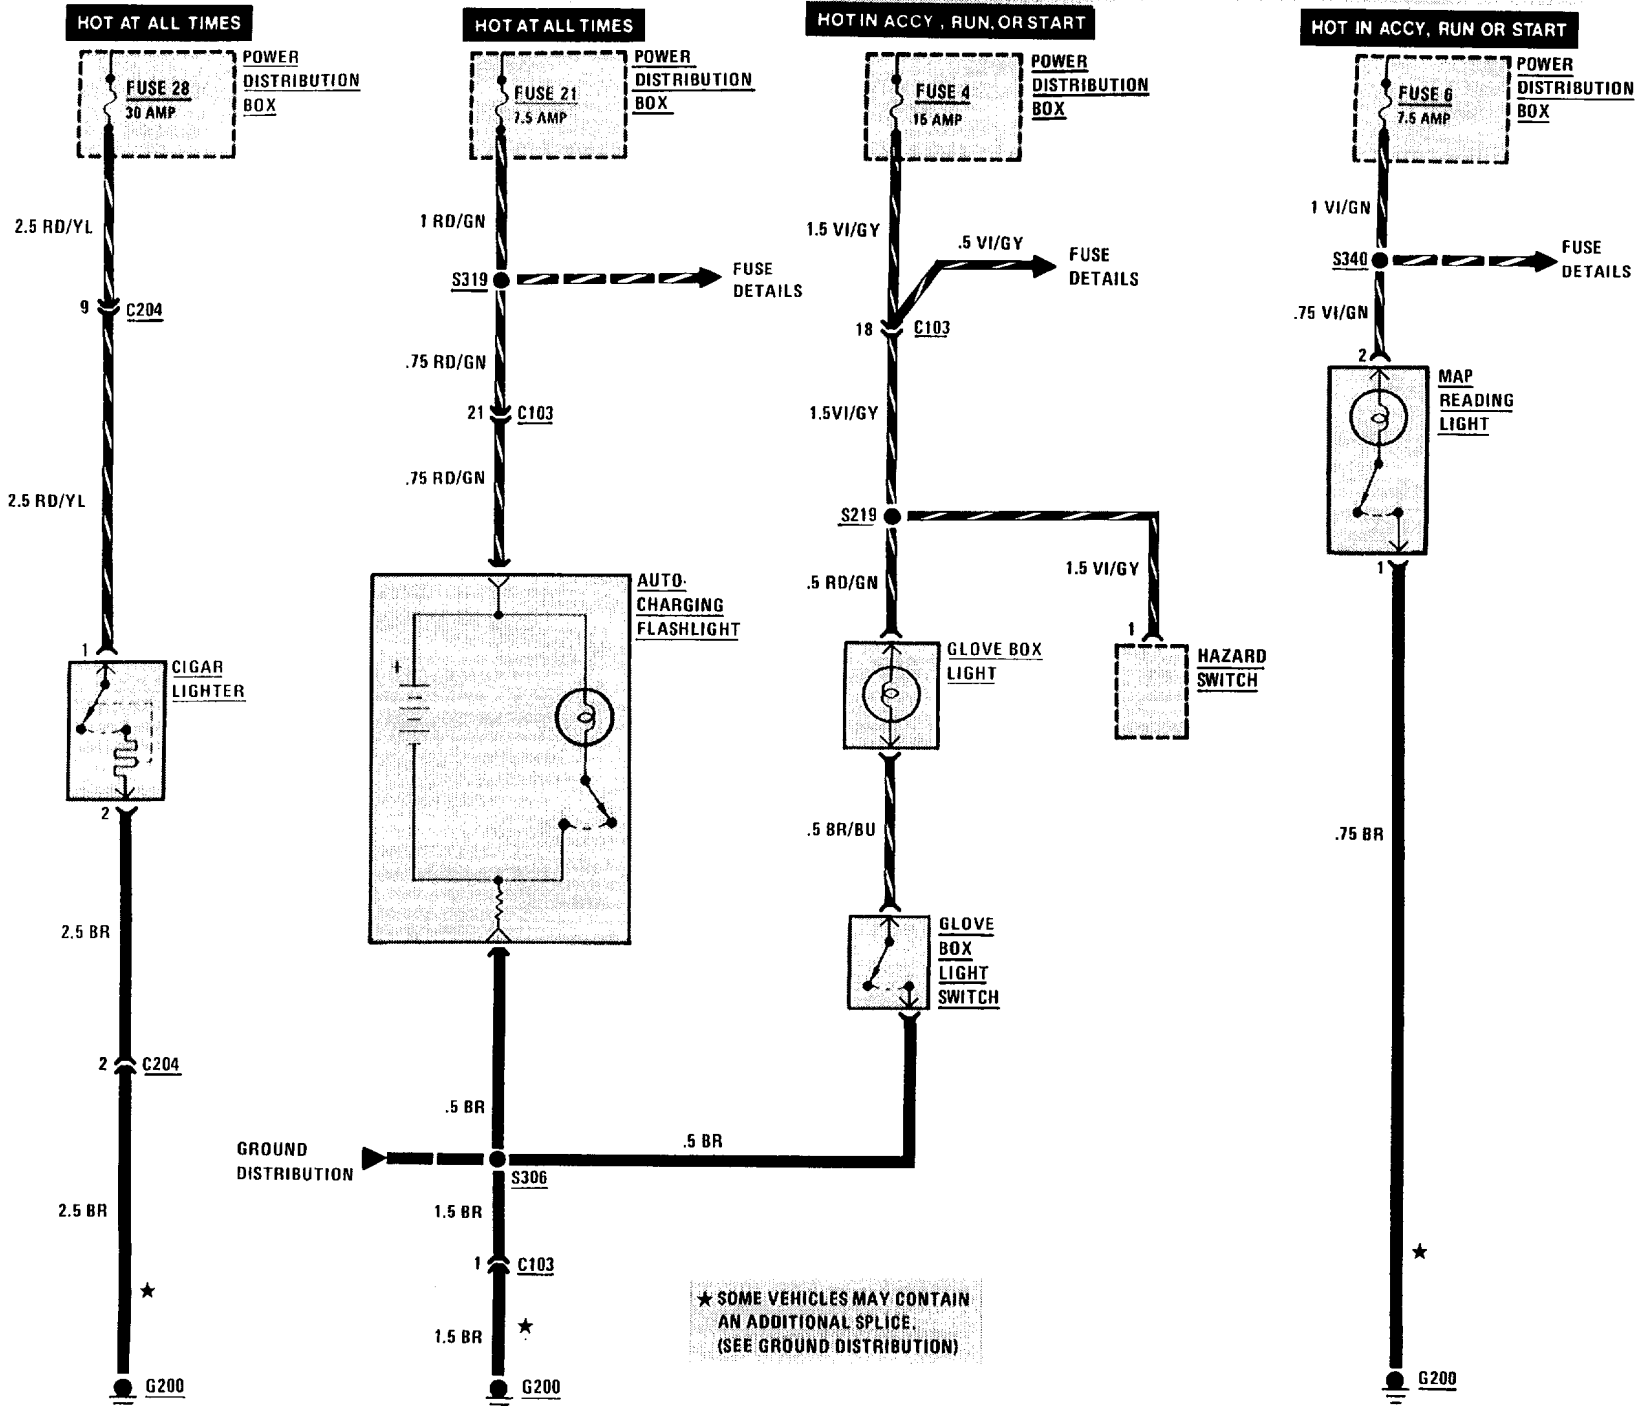 HOT AT ALL TIMES
POWER
DISTRIBUTION
BOX
FUSE 28
30 AMP
2.5 RD/YL
9
C204
2.5 RD/YL
1
CIGAR
LIGHTER
2
2.5 BR
2
C204
2.5 BR
★
G200
HOT AT ALL TIMES
POWER
DISTRIBUTION
BOX
FUSE 21
7.5 AMP
1 RD/GN
S319
FUSE
DETAILS
.75 RD/GN
21
C103
.75 RD/GN
AUTO-
CHARGING
FLASHLIGHT
+
.5 BR
GROUND
DISTRIBUTION
.5 BR
S306
1.5 BR
1
C103
1.5 BR
★
G200
HOT IN ACCY, RUN, OR START
POWER
DISTRIBUTION
BOX
FUSE 4
15 AMP
1.5 VI/GY
.5 VI/GY
FUSE
DETAILS
18
C103
1.5VI/GY
S219
.5 RD/GN
1.5 VI/GY
1
HAZARD
SWITCH
GLOVE BOX
LIGHT
.5 BR/BU
GLOVE
BOX
LIGHT
SWITCH
★ SOME VEHICLES MAY CONTAIN
AN ADDITIONAL SPLICE.
(SEE GROUND DISTRIBUTION)
HOT IN ACCY, RUN OR START
POWER
DISTRIBUTION
BOX
FUSE 6
7.5 AMP
1 VI/GN
S340
FUSE
DETAILS
.75 VI/GN
2
MAP
READING
LIGHT
1
.75 BR
★
G200